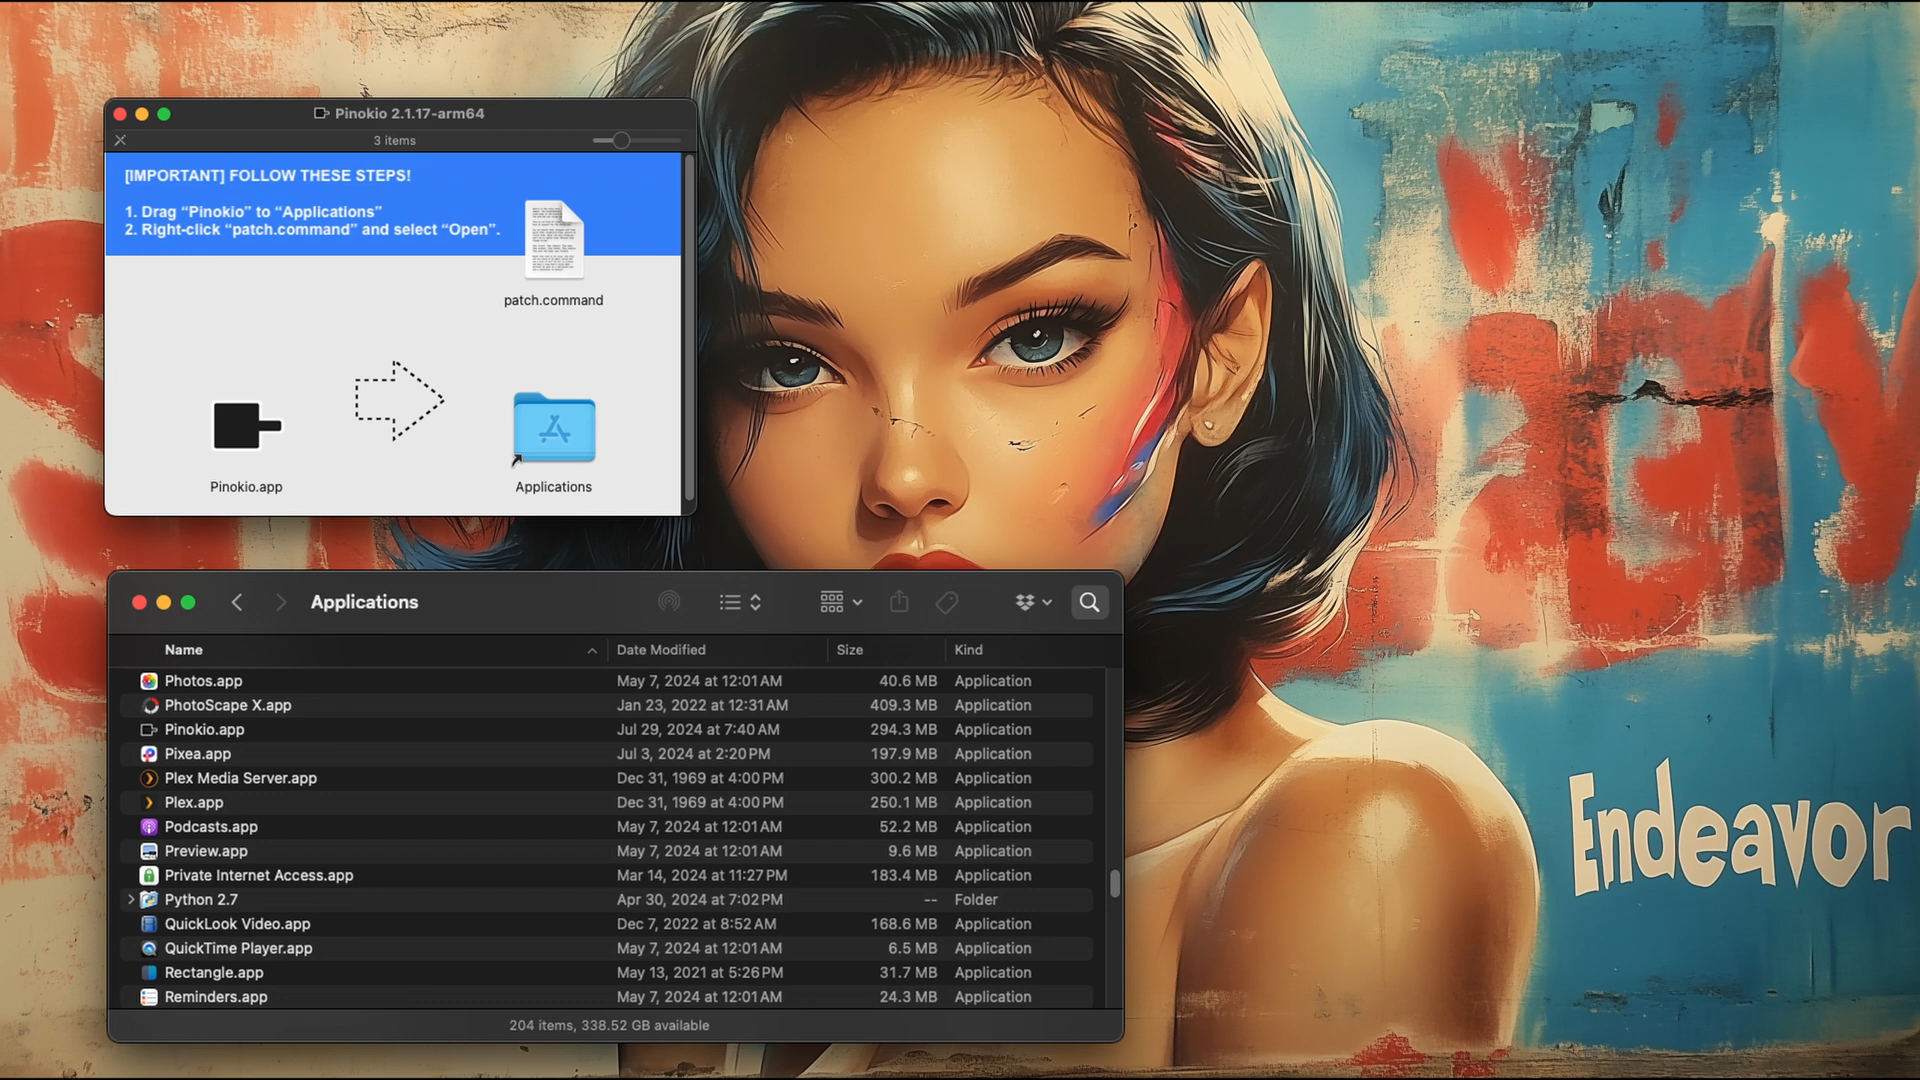 Pinokio 2.1.17-arm64
3 items
[IMPORTANT] FOLLOW THESE STEPS!
1. Drag “Pinokio” to “Applications”
2. Right-click “patch.command” and select “Open”.
patch.command
Pinokio.app
Applications
Applications
Name Date Modified Size Kind
Photos.app May 7, 2024 at 12:01 AM 40.6 MB Application
PhotoScape X.app Jan 23, 2022 at 12:31 AM 409.3 MB Application
Pinokio.app Jul 29, 2024 at 7:40 AM 294.3 MB Application
Pixea.app Jul 3, 2024 at 2:20 PM 197.9 MB Application
Plex Media Server.app Dec 31, 1969 at 4:00 PM 300.2 MB Application
Plex.app Dec 31, 1969 at 4:00 PM 250.1 MB Application
Podcasts.app May 7, 2024 at 12:01 AM 52.2 MB Application
Preview.app May 7, 2024 at 12:01 AM 9.6 MB Application
Private Internet Access.app Mar 14, 2024 at 11:27 PM 183.4 MB Application
Python 2.7 Apr 30, 2024 at 7:02 PM -- Folder
QuickLook Video.app Dec 7, 2022 at 8:52 AM 168.6 MB Application
QuickTime Player.app May 7, 2024 at 12:01 AM 6.5 MB Application
Rectangle.app May 13, 2021 at 5:26 PM 31.7 MB Application
Reminders.app May 7, 2024 at 12:01 AM 24.3 MB Application
204 items, 338.52 GB available
Endeavor